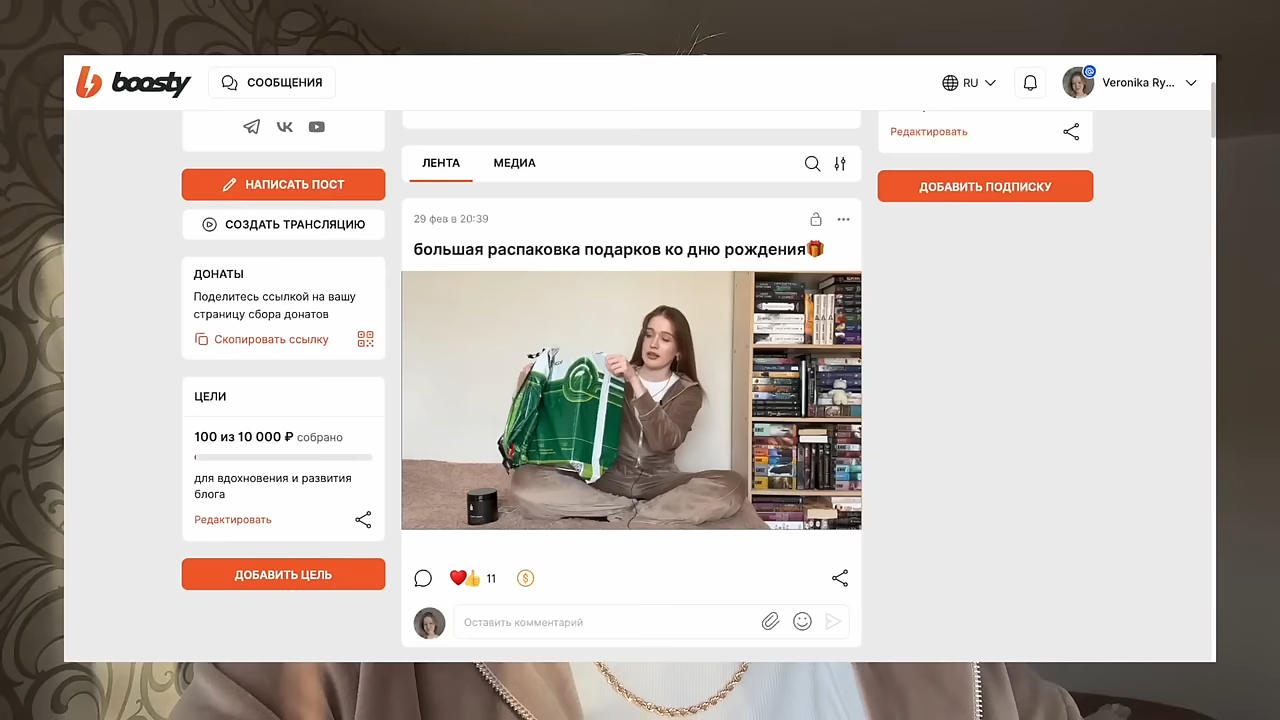 boosty
СООБЩЕНИЯ
RU
Veronika Ry...
НАПИСАТЬ ПОСТ
СОЗДАТЬ ТРАНСЛЯЦИЮ
ДОНАТЫ
Поделитесь ссылкой на вашу
страницу сбора донатов
Скопировать ссылку
ЦЕЛИ
100 из 10 000 ₽ собрано
для вдохновения и развития
блога
Редактировать
ДОБАВИТЬ ЦЕЛЬ
ЛЕНТА
МЕДИА
29 фев в 20:39
большая распаковка подарков ко дню рождения🎁
11
Оставить комментарий
Редактировать
ДОБАВИТЬ ПОДПИСКУ